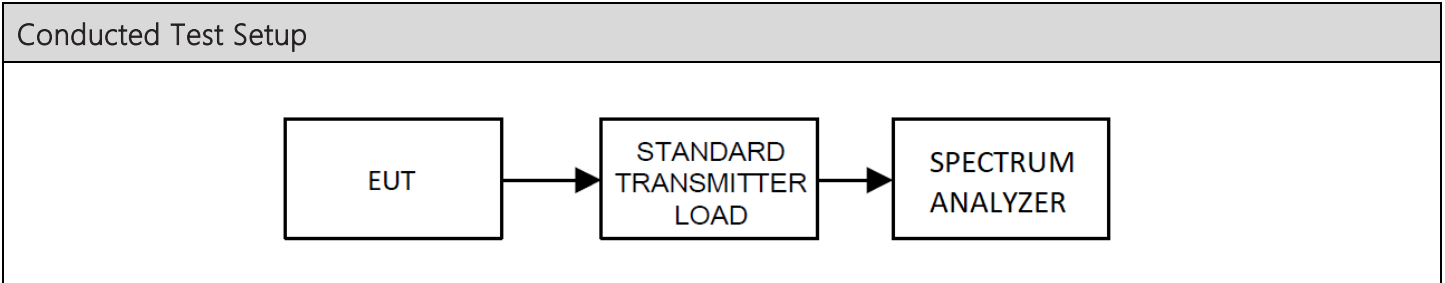 Conducted Test Setup
EUT
STANDARD
TRANSMITTER
LOAD
SPECTRUM
ANALYZER